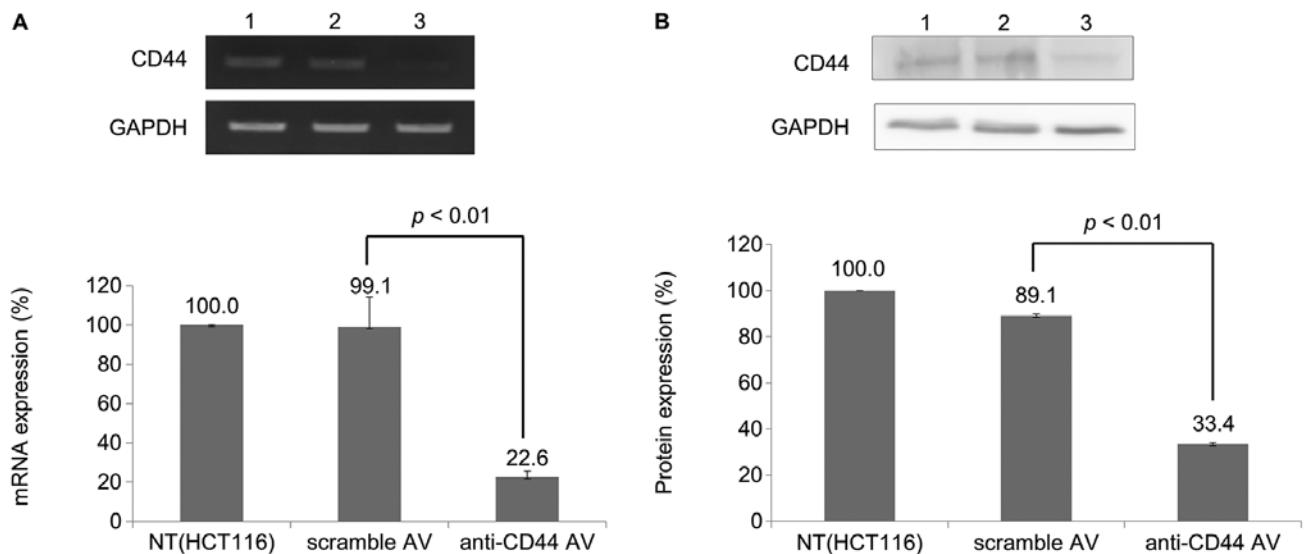 A
1 2 3
CD44
GAPDH
p < 0.01
mRNA expression (%)
120
100
80
60
40
20
0
100.0
99.1
22.6
NT(HCT116) scramble AV anti-CD44 AV
B
1 2 3
CD44
GAPDH
p < 0.01
Protein expression (%)
120
100
80
60
40
20
0
100.0
89.1
33.4
NT(HCT116) scramble AV anti-CD44 AV